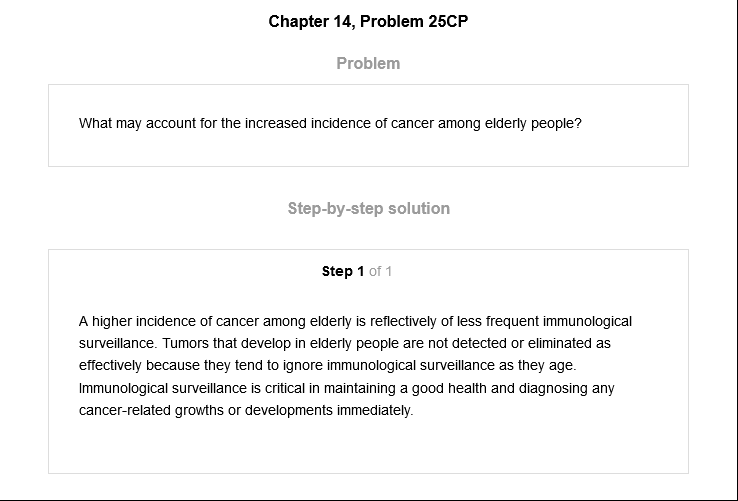 Chapter 14, Problem 25CP
Problem
What may account for the increased incidence of cancer among elderly people?
Step-by-step solution
Step 1 of 1
A higher incidence of cancer among elderly is reflectively of less frequent immunological
surveillance. Tumors that develop in elderly people are not detected or eliminated as
effectively because they tend to ignore immunological surveillance as they age.
Immunological surveillance is critical in maintaining a good health and diagnosing any
cancer-related growths or developments immediately.